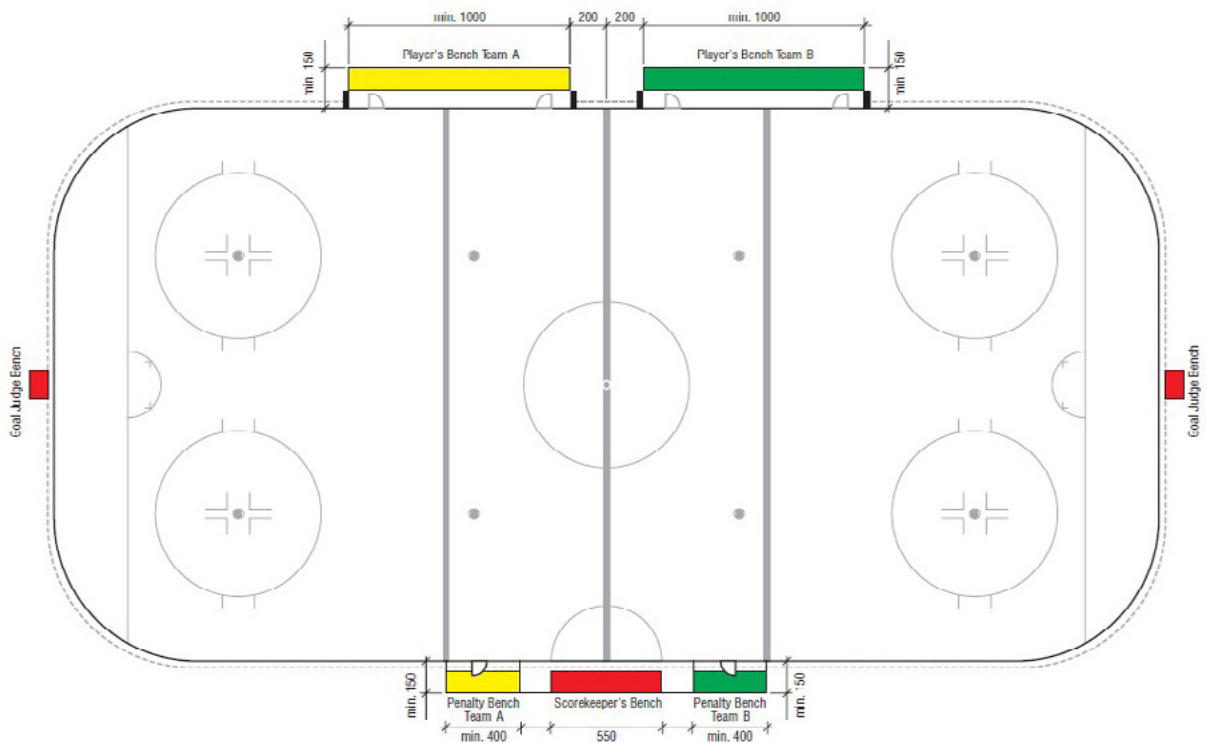 min. 1000
200
200
min. 1000
Player's Bench Team A
Player's Bench Team B
min. 150
min. 150
Goal Judge Bench
Goal Judge Bench
min. 150
min. 150
Penalty Bench
Team A
Scorekeeper's Bench
Penalty Bench
Team B
min. 400
550
min. 400